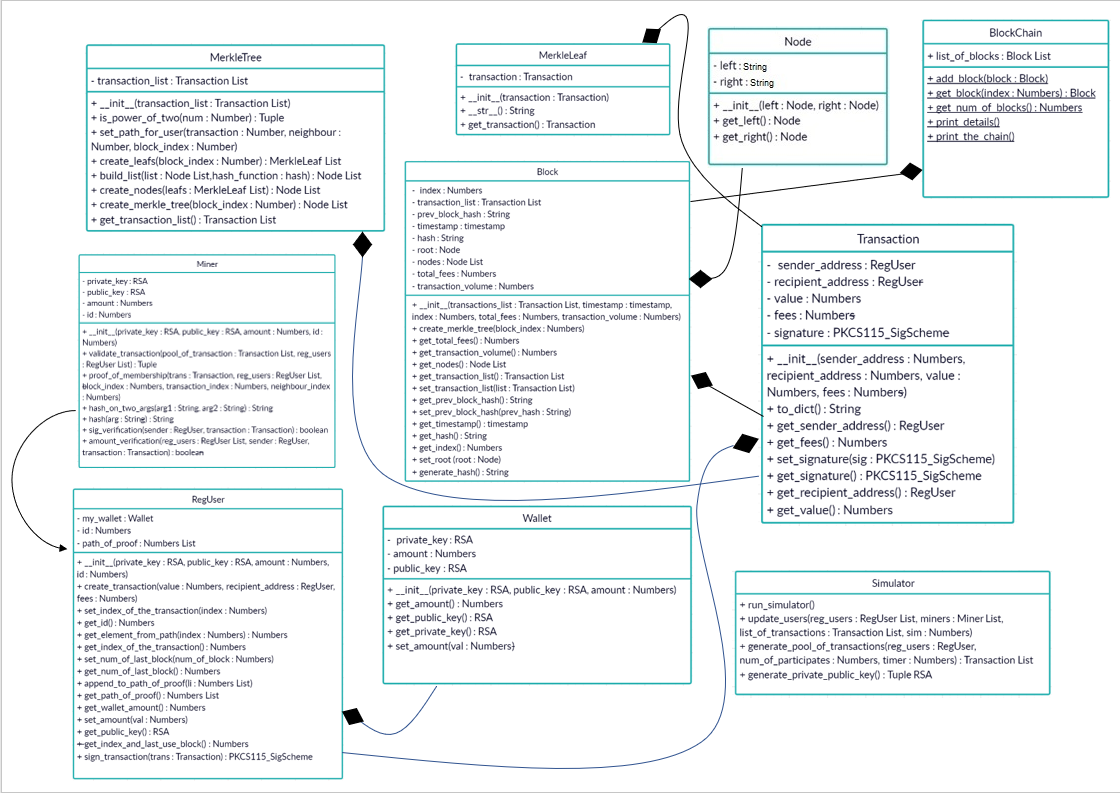 MerkleTree
- transaction_list : Transaction List
+ __init__(transaction_list : Transaction List)
+ is_power_of_two(num : Number) : Tuple
+ set_path_for_user(transaction : Number, neighbour :
Number, block_index : Number)
+ create_leafs(block_index : Number) : MerkleLeaf List
+ build_list(list : Node List,hash_function : hash) : Node List
+ create_nodes(leafs : MerkleLeaf List) : Node List
+ create_merkle_tree(block_index : Number) : Node List
+ get_transaction_list() : Transaction List
MerkleLeaf
- transaction : Transaction
+ __init__(transaction : Transaction)
+ __str__() : String
+ get_transaction() : Transaction
Node
- left : String
- right : String
+ __init__(left : Node, right : Node)
+ get_left() : Node
+ get_right() : Node
BlockChain
+ list_of_blocks : Block List
+ add_block(block : Block)
+ get_block(index : Numbers) : Block
+ get_num_of_blocks() : Numbers
+ print_details()
+ print_the_chain()
Block
- index : Numbers
- transaction_list : Transaction List
- prev_block_hash : String
- timestamp : timestamp
- hash : String
- root : Node
- nodes : Node List
- total_fees : Numbers
- transaction_volume : Numbers
+ __init__(transactions_list : Transaction List, timestamp : timestamp,
index : Numbers, total_fees : Numbers, transaction_volume : Numbers)
+ create_merkle_tree(block_index : Numbers)
+ get_total_fees() : Numbers
+ get_transaction_volume() : Numbers
+ get_nodes() : Node List
+ get_transaction_list() : Transaction List
+ set_transaction_list(list : Transaction List)
+ get_prev_block_hash() : String
+ set_prev_block_hash(prev_hash : String)
+ get_timestamp() : timestamp
+ get_hash() : String
+ get_index() : Numbers
+ set_root (root : Node)
+ generate_hash() : String
Transaction
- sender_address : RegUser
- recipient_address : RegUser
- value : Numbers
- fees : Numbers
- signature : PKCS115_SigScheme
+ __init__(sender_address : Numbers,
recipient_address : Numbers, value :
Numbers, fees : Numbers)
+ to_dict() : String
+ get_sender_address() : RegUser
+ get_fees() : Numbers
+ set_signature(sig : PKCS115_SigScheme)
+ get_signature() : PKCS115_SigScheme
+ get_recipient_address() : RegUser
+ get_value() : Numbers
Miner
- private_key : RSA
- public_key : RSA
- amount : Numbers
- id : Numbers
+ __init__(private_key : RSA, public_key : RSA, amount : Numbers, id :
Numbers)
+ validate_transaction(pool_of_transaction : Transaction List, reg_users
: RegUser List) : Tuple
+ proof_of_membership(trans : Transaction, reg_users : RegUser List,
block_index : Numbers, transaction_index : Numbers, neighbour_index
: Numbers)
+ hash_on_two_args(arg1 : String, arg2 : String) : String
+ hash(arg : String) : String
+ sig_verification(sender : RegUser, transaction : Transaction) : boolean
+ amount_verification(reg_users : RegUser List, sender : RegUser,
transaction : Transaction) : boolean
RegUser
- my_wallet : Wallet
- id : Numbers
- path_of_proof : Numbers List
+ __init__(private_key : RSA, public_key : RSA, amount : Numbers,
id : Numbers)
+ create_transaction(value : Numbers, recipient_address : RegUser,
fees : Numbers)
+ set_index_of_the_transaction(index : Numbers)
+ get_id() : Numbers
+ get_element_from_path(index : Numbers) : Numbers
+ get_index_of_the_transaction() : Numbers
+ set_num_of_last_block(num_of_block : Numbers)
+ get_num_of_last_block() : Numbers
+ append_to_path_of_proof(li : Numbers List)
+ get_path_of_proof() : Numbers List
+ get_wallet_amount() : Numbers
+ set_amount(val : Numbers)
+ get_public_key() : RSA
+ get_index_and_last_use_block() : Numbers
+ sign_transaction(trans : Transaction) : PKCS115_SigScheme
Wallet
- private_key : RSA
- amount : Numbers
- public_key : RSA
+ __init__(private_key : RSA, public_key : RSA, amount : Numbers)
+ get_amount() : Numbers
+ get_public_key() : RSA
+ get_private_key() : RSA
+ set_amount(val : Numbers}
Simulator
+ run_simulator()
+ update_users(reg_users : RegUser List, miners : Miner List,
list_of_transactions : Transaction List, sim : Numbers)
+ generate_pool_of_transactions(reg_users : RegUser,
num_of_participates : Numbers, timer : Numbers) : Transaction List
+ generate_private_public_key() : Tuple RSA